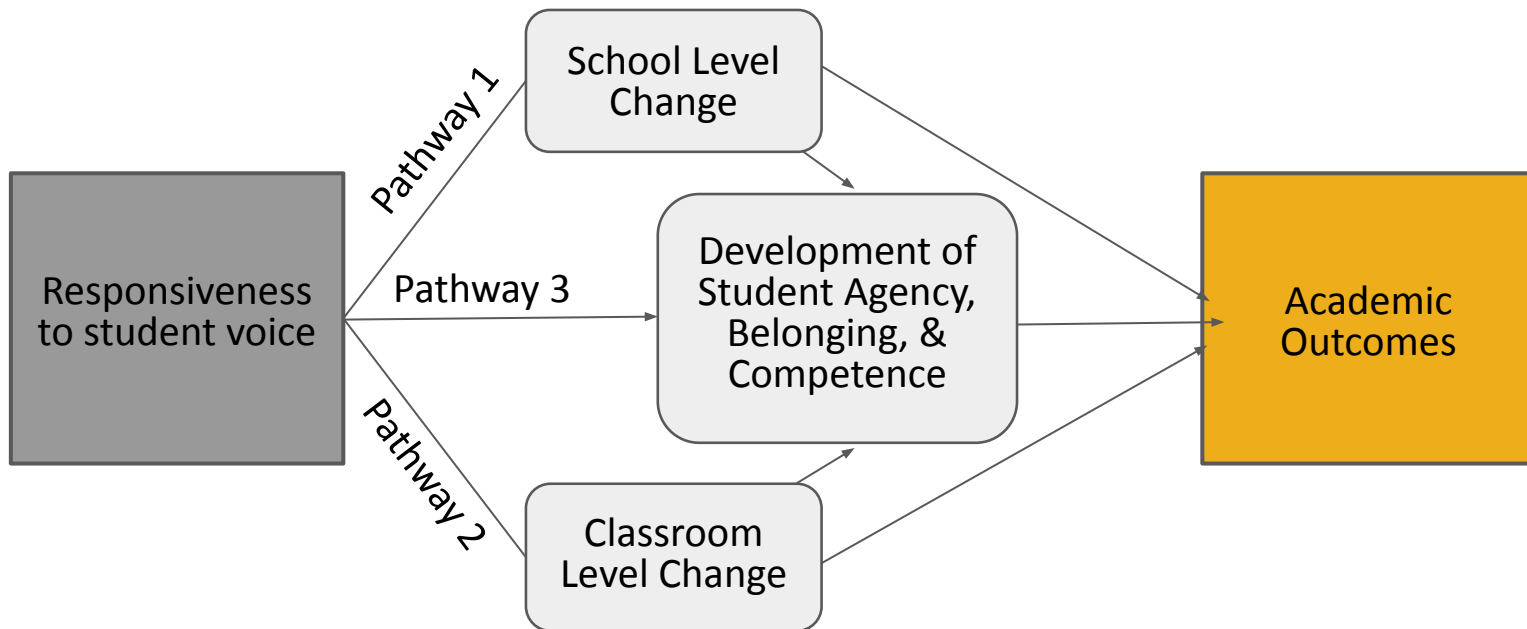 School Level
Change
Pathway 1
Responsiveness
to student voice
Pathway 3
Development of
Student Agency,
Belonging, &
Competence
Academic
Outcomes
Pathway 2
Classroom
Level Change